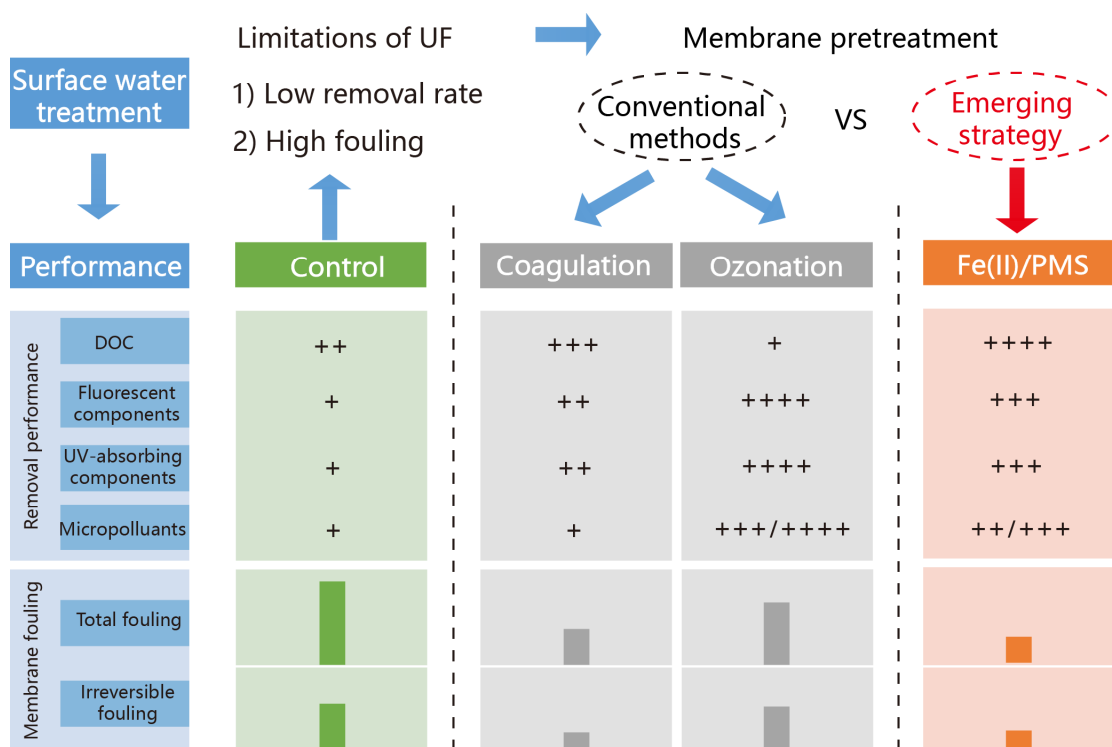 Limitations of UF
Membrane pretreatment
Surface water
treatment
1) Low removal rate
2) High fouling
Conventional
methods
VS
Emerging
strategy
Performance
Control
Coagulation
Ozonation
Fe(II)/PMS
Removal performance
DOC
++
+++
+
++++
Fluorescent
components
+
++
++++
+++
UV-absorbing
components
+
++
++++
+++
Micropolluants
+
+
+++/++++
++/+++
Membrane fouling
Total fouling
Irreversible
fouling